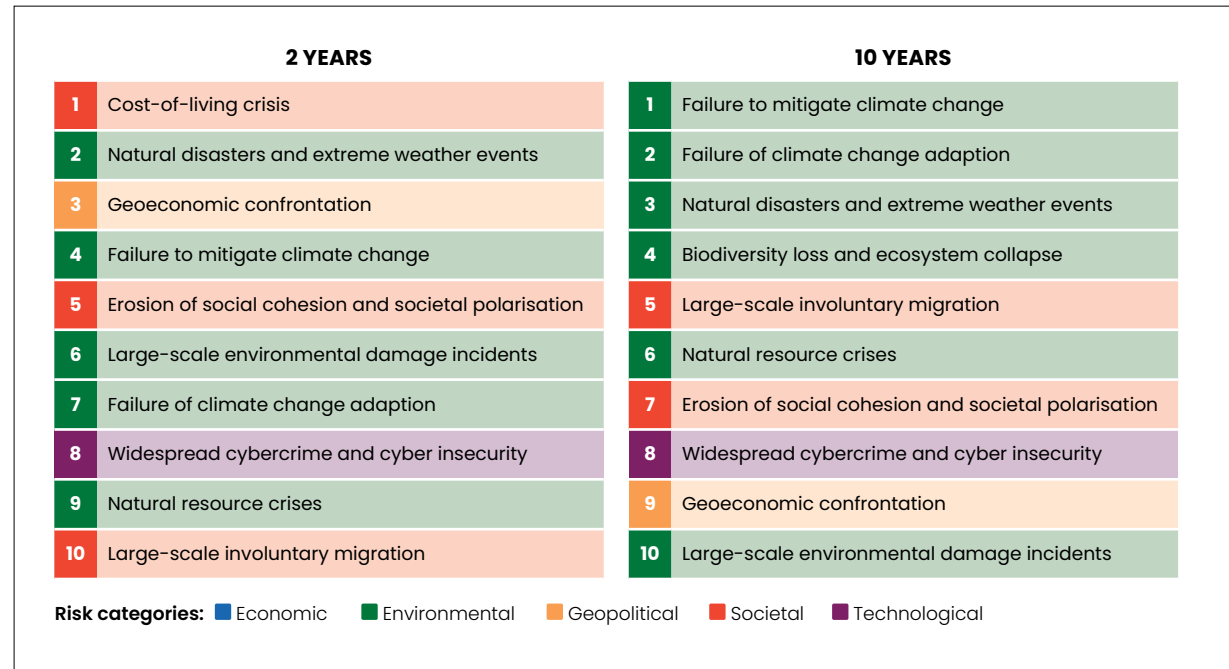 2 YEARS
1 Cost-of-living crisis
2 Natural disasters and extreme weather events
3 Geoeconomic confrontation
4 Failure to mitigate climate change
5 Erosion of social cohesion and societal polarisation
6 Large-scale environmental damage incidents
7 Failure of climate change adaption
8 Widespread cybercrime and cyber insecurity
9 Natural resource crises
10 Large-scale involuntary migration
10 YEARS
1 Failure to mitigate climate change
2 Failure of climate change adaption
3 Natural disasters and extreme weather events
4 Biodiversity loss and ecosystem collapse
5 Large-scale involuntary migration
6 Natural resource crises
7 Erosion of social cohesion and societal polarisation
8 Widespread cybercrime and cyber insecurity
9 Geoeconomic confrontation
10 Large-scale environmental damage incidents
Risk categories: Economic Environmental Geopolitical Societal Technological